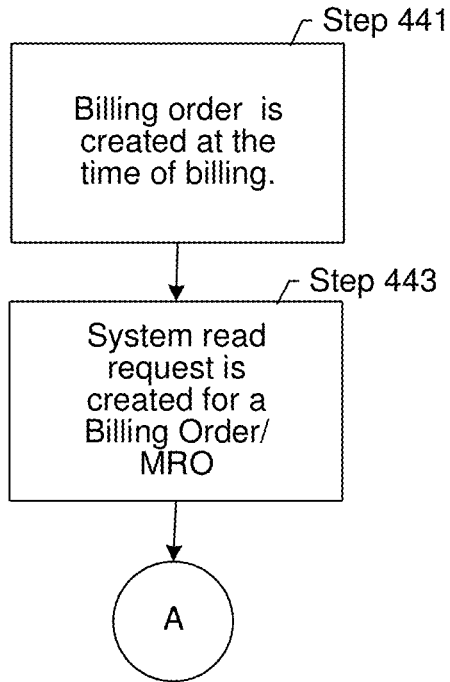 Step 441
Billing order is
created at the
time of billing.
Step 443
System read
request is
created for a
Billing Order/
MRO
A